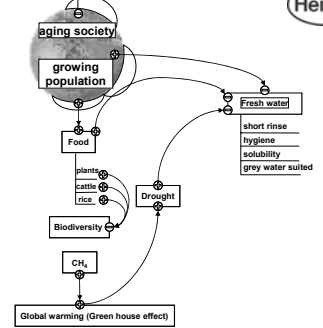 Her
aging society
growing
population
Fresh water
short rinse
hygiene
solubility
grey water suited
Food
plants
cattle
rice
Drought
Biodiversity
CH₄
Global warming (Green house effect)